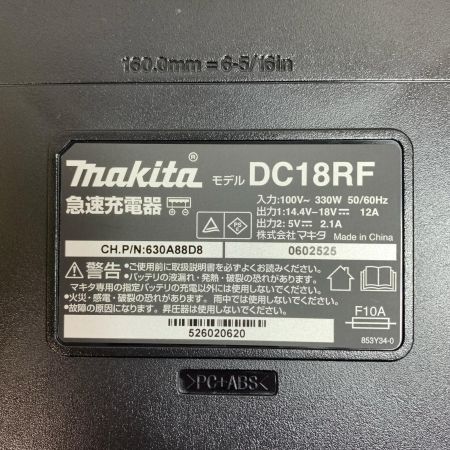 160.0mm = 6-5/16in
makita® モデル DC18RF
急速充電器
入力:100V~ 330W 50/60Hz
出力1:14.4V⎓18V⎓ 12A
出力2: 5V⎓ 2.1A
株式会社マキタ Made in China
CH.P/N:630A88D8 0602525
⚠警告 •ご使用前に取扱説明書を必ずよくお読みください。
•バッテリの液漏れ・発熱・破裂の恐れがあります。
マキタ専用の指定バッテリの充電以外には使用しないでください。
•火災・感電・破裂の恐れがあります。雨中では使用しないでください。
•故障の原因になります。昇圧器は使用しないでください。
F10A
526020620
853Y34-0
>PC+ABS<